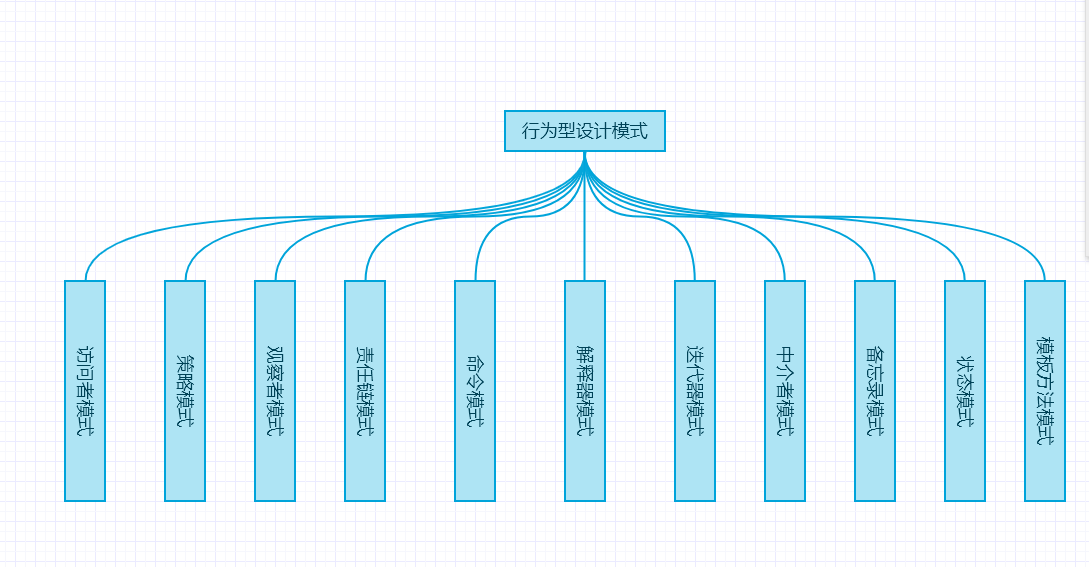 行为型设计模式
访问者模式
策略模式
观察者模式
责任链模式
命令模式
解释器模式
迭代器模式
中介者模式
备忘录模式
状态模式
模板方法模式